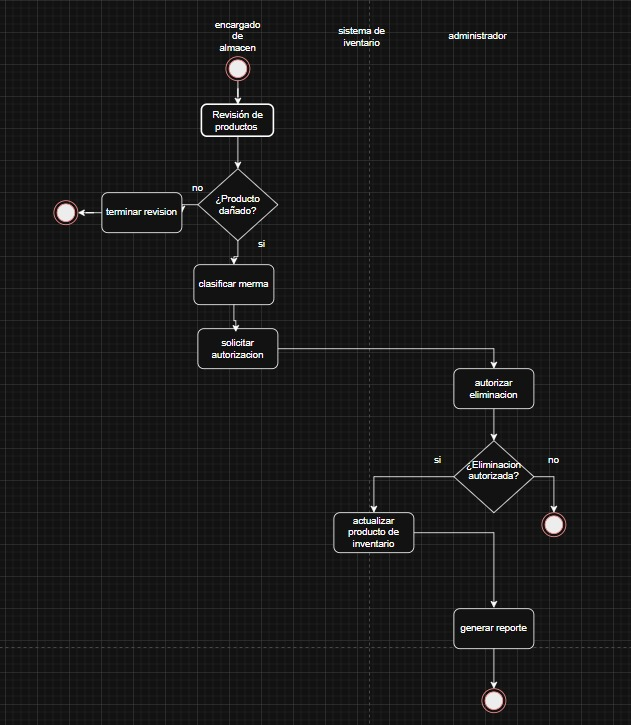 encargado
de
almacen
sistema de
iventario
administrador
Revisión de
productos
¿Producto
dañado?
no
terminar revision
si
clasificar merma
solicitar
autorizacion
autorizar
eliminacion
¿Eliminacion
autorizada?
si
no
actualizar
producto de
inventario
generar reporte